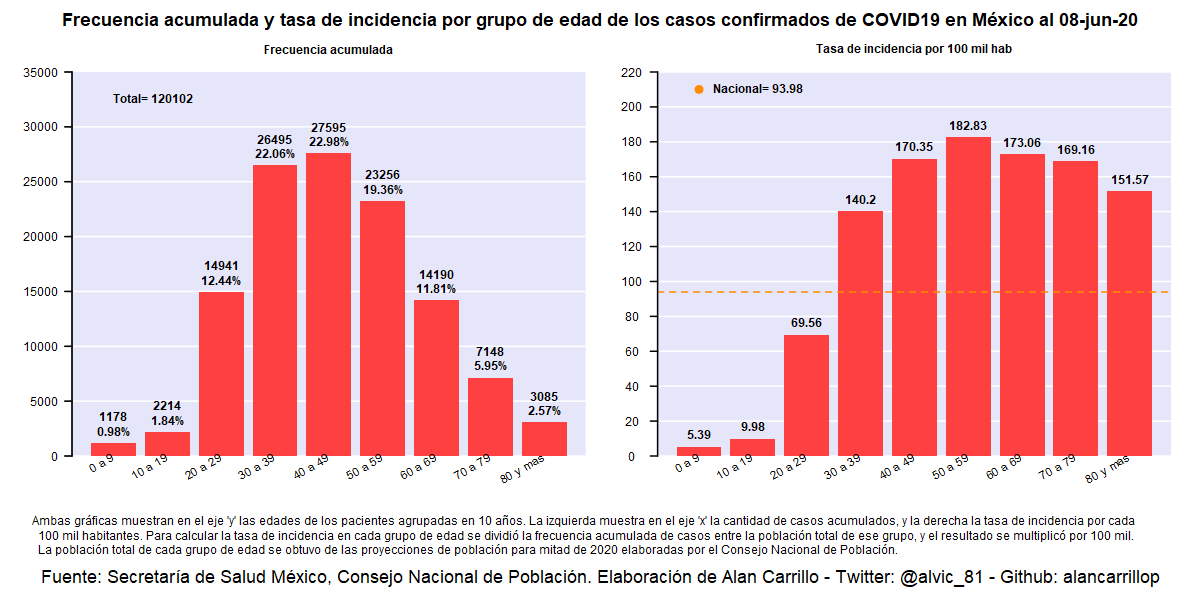 Frecuencia acumulada y tasa de incidencia por grupo de edad de los casos confirmados de COVID19 en México al 08-jun-20
Frecuencia acumulada
35000
30000
25000
20000
15000
10000
5000
0
Total= 120102
1178
0.98%
2214
1.84%
14941
12.44%
26495
22.06%
27595
22.98%
23256
19.36%
14190
11.81%
7148
5.95%
3085
2.57%
0 a 9
10 a 19
20 a 29
30 a 39
40 a 49
50 a 59
60 a 69
70 a 79
80 y mas
Tasa de incidencia por 100 mil hab
220
200
180
160
140
120
100
80
60
40
20
0
Nacional= 93.98
5.39
9.98
69.56
140.2
170.35
182.83
173.06
169.16
151.57
0 a 9
10 a 19
20 a 29
30 a 39
40 a 49
50 a 59
60 a 69
70 a 79
80 y mas
Ambas gráficas muestran en el eje 'y' las edades de los pacientes agrupadas en 10 años. La izquierda muestra en el eje 'x' la cantidad de casos acumulados, y la derecha la tasa de incidencia por cada
100 mil habitantes. Para calcular la tasa de incidencia en cada grupo de edad se dividió la frecuencia acumulada de casos entre la población total de ese grupo, y el resultado se multiplicó por 100 mil.
La población total de cada grupo de edad se obtuvo de las proyecciones de población para mitad de 2020 elaboradas por el Consejo Nacional de Población.
Fuente: Secretaría de Salud México, Consejo Nacional de Población. Elaboración de Alan Carrillo - Twitter: @alvic_81 - Github: alancarrillop